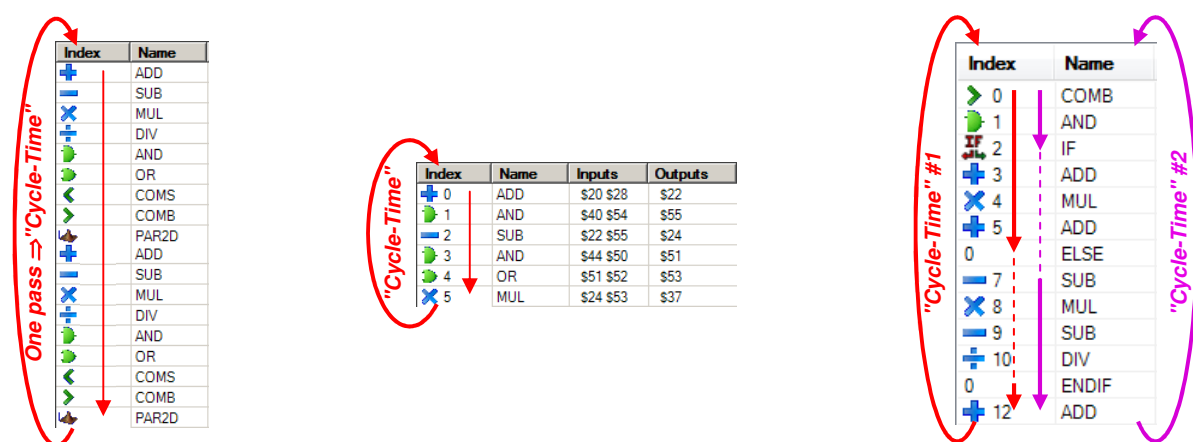 One pass ⇒"Cycle-Time"
Index Name
ADD
SUB
MUL
DIV
AND
OR
COMS
COMB
PAR2D
ADD
SUB
MUL
DIV
AND
OR
COMS
COMB
PAR2D
"Cycle-Time"
Index Name Inputs Outputs
0 ADD $20 $28 $22
1 AND $40 $54 $55
2 SUB $22 $55 $24
3 AND $44 $50 $51
4 OR $51 $52 $53
5 MUL $24 $53 $37
"Cycle-Time" #1
Index Name
0 COMB
1 AND
IF 2 IF
3 ADD
4 MUL
5 ADD
0 ELSE
7 SUB
8 MUL
9 SUB
10 DIV
0 ENDIF
12 ADD
"Cycle-Time" #2